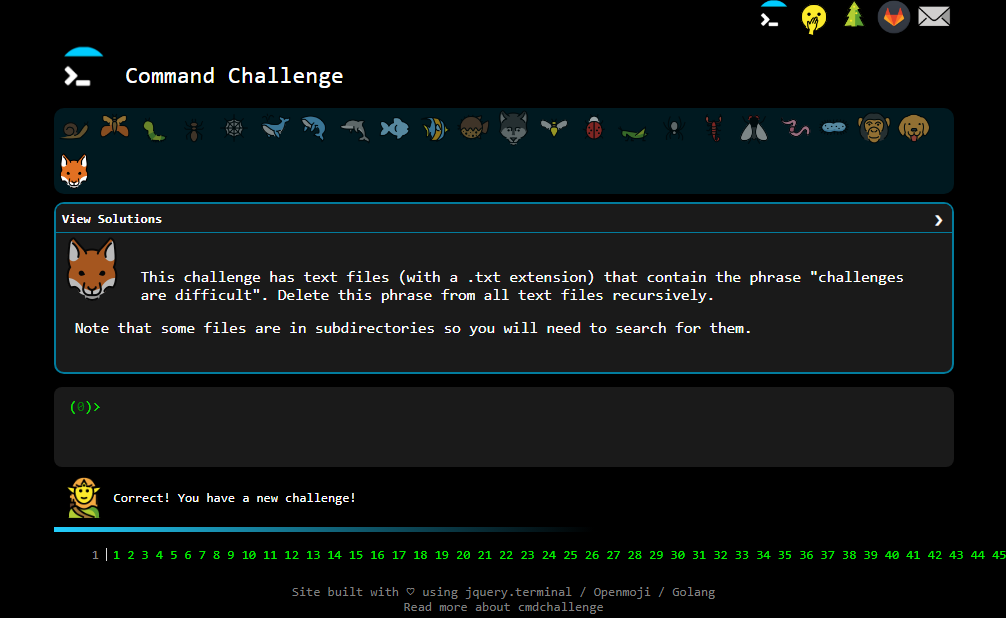 Command Challenge
View Solutions
This challenge has text files (with a .txt extension) that contain the phrase "challenges
are difficult". Delete this phrase from all text files recursively.
Note that some files are in subdirectories so you will need to search for them.
(0)>
Correct! You have a new challenge!
1 | 1 2 3 4 5 6 7 8 9 10 11 12 13 14 15 16 17 18 19 20 21 22 23 24 25 26 27 28 29 30 31 32 33 34 35 36 37 38 39 40 41 42 43 44 45
Site built with ♡ using jquery.terminal / Openmoji / Golang
Read more about cmdchallenge